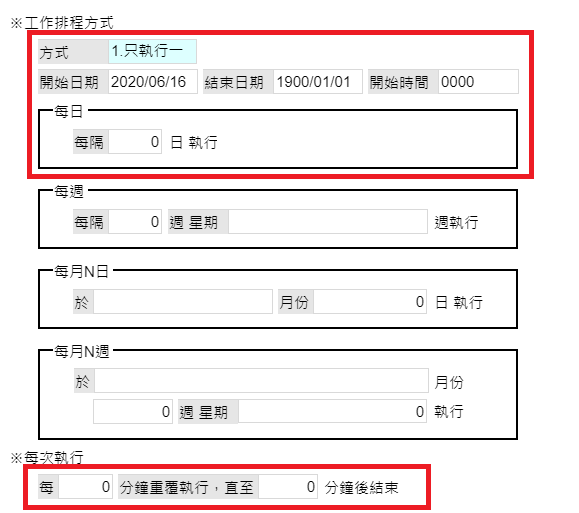 ※工作排程方式
方式 1.只執行一
開始日期 2020/06/16 結束日期 1900/01/01 開始時間 0000
每日
每隔 0 日 執行
每週
每隔 0 週 星期 週執行
每月N日
於 月份 0 日 執行
每月N週
於 月份
0 週 星期 0 執行
※每次執行
每 0 分鐘重覆執行，直至 0 分鐘後結束